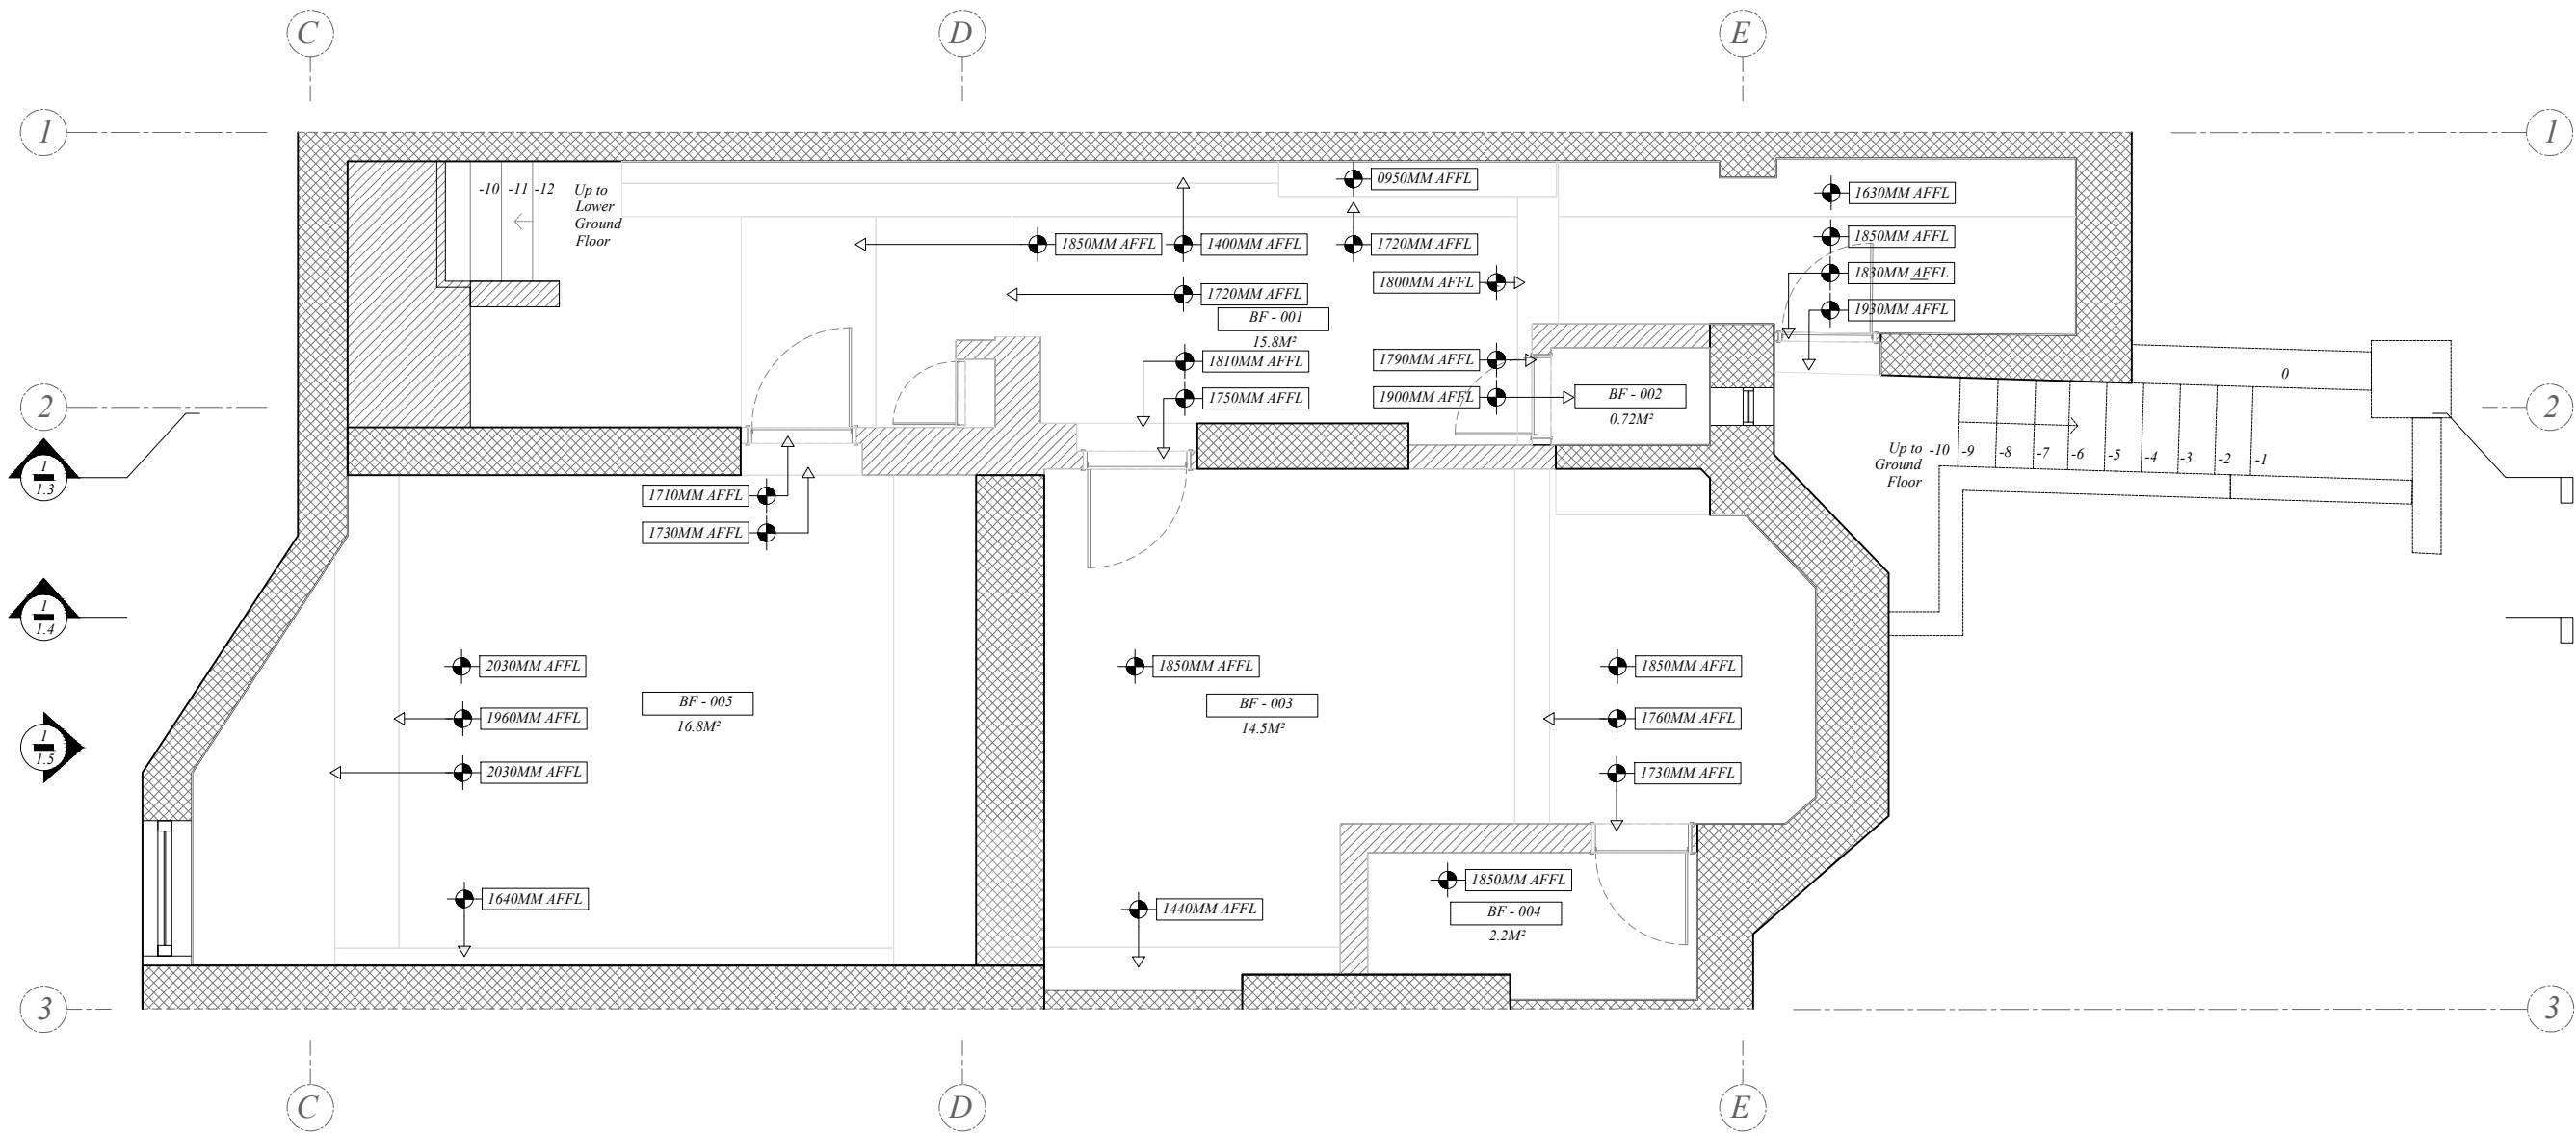 C
D
E
1
1
-10
-11
-12
Up to
Lower
Ground
Floor
0950MM AFFL
1630MM AFFL
1850MM AFFL
1400MM AFFL
1720MM AFFL
1850MM AFFL
1800MM AFFL
1830MM AFFL
1720MM AFFL
1930MM AFFL
BF - 001
15.8M²
1810MM AFFL
1790MM AFFL
0
1750MM AFFL
1900MM AFFL
BF - 002
0.72M²
2
2
Up to
Ground
Floor
-10
-9
-8
-7
-6
-5
-4
-3
-2
-1
1
1.3
1710MM AFFL
1730MM AFFL
1
1.4
2030MM AFFL
1850MM AFFL
1850MM AFFL
BF - 005
16.8M²
BF - 003
14.5M²
1960MM AFFL
1760MM AFFL
1
1.5
2030MM AFFL
1730MM AFFL
1640MM AFFL
1440MM AFFL
1850MM AFFL
BF - 004
2.2M²
3
3
C
D
E